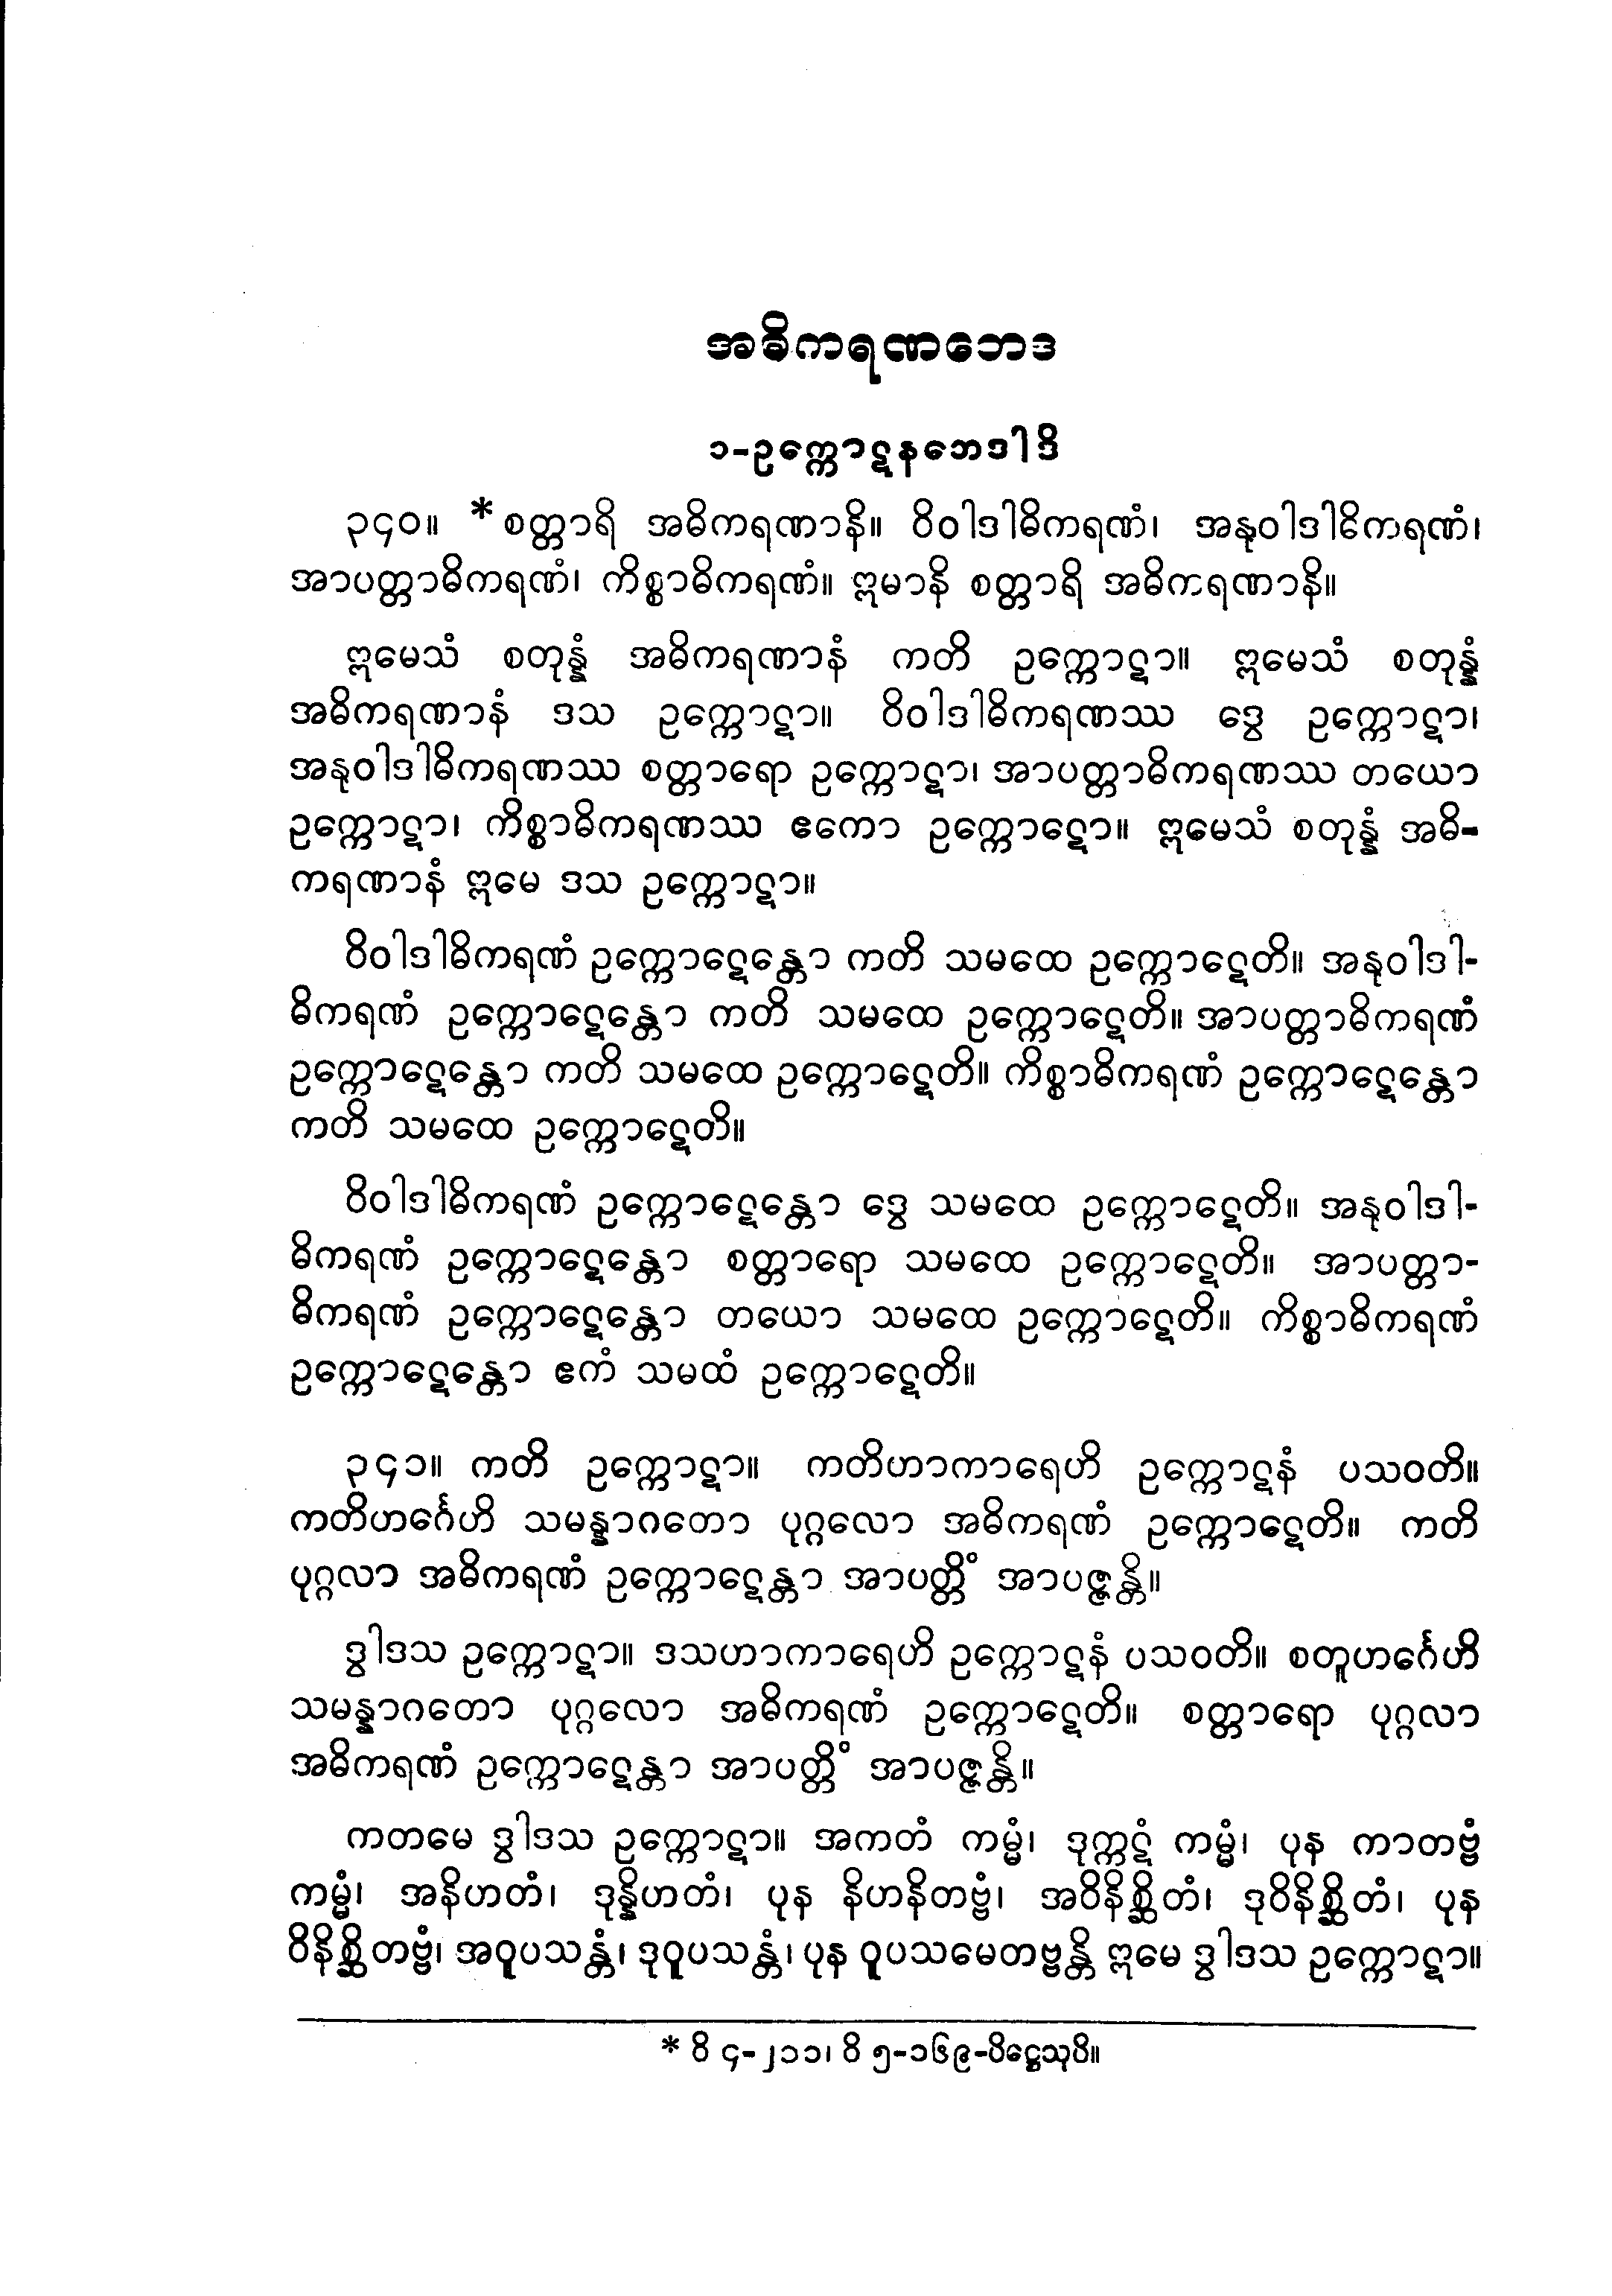 အဓိကရဏဘေဒ
၁-ဥက္ကောဋနဘေဒါဒိ
၃၄၀။ *စတ္တာရိ အဓိကရဏာနိ။ ဝိဝါဒါဓိကရဏံ၊ အနုဝါဒါဓိကရဏံ၊
အာပတ္တာဓိကရဏံ၊ ကိစ္စာဓိကရဏံ။ ဣမာနိ စတ္တာရိ အဓိကရဏာနိ။
ဣမေသံ စတုန္နံ အဓိကရဏာနံ ကတိ ဥက္ကောဋာ။ ဣမေသံ စတုန္နံ
အဓိကရဏာနံ ဒသ ဥက္ကောဋာ။ ဝိဝါဒါဓိကရဏဿ ဒွေ ဥက္ကောဋာ၊
အနုဝါဒါဓိကရဏဿ စတ္တာရော ဥက္ကောဋာ၊ အာပတ္တာဓိကရဏဿ တယော
ဥက္ကောဋာ၊ ကိစ္စာဓိကရဏဿ ဧကော ဥက္ကောဋော။ ဣမေသံ စတုန္နံ အဓိ-
ကရဏာနံ ဣမေ ဒသ ဥက္ကောဋာ။
ဝိဝါဒါဓိကရဏံ ဥက္ကောဋေန္တော ကတိ သမထေ ဥက္ကောဋေတိ။ အနုဝါဒါ-
ဓိကရဏံ ဥက္ကောဋေန္တော ကတိ သမထေ ဥက္ကောဋေတိ။ အာပတ္တာဓိကရဏံ
ဥက္ကောဋေန္တော ကတိ သမထေ ဥက္ကောဋေတိ။ ကိစ္စာဓိကရဏံ ဥက္ကောဋေန္တော
ကတိ သမထေ ဥက္ကောဋေတိ။
ဝိဝါဒါဓိကရဏံ ဥက္ကောဋေန္တော ဒွေ သမထေ ဥက္ကောဋေတိ။ အနုဝါဒါ-
ဓိကရဏံ ဥက္ကောဋေန္တော စတ္တာရော သမထေ ဥက္ကောဋေတိ။ အာပတ္တာ-
ဓိကရဏံ ဥက္ကောဋေန္တော တယော သမထေ ဥက္ကောဋေတိ။ ကိစ္စာဓိကရဏံ
ဥက္ကောဋေန္တော ဧကံ သမထံ ဥက္ကောဋေတိ။
၃၄၁။ ကတိ ဥက္ကောဋာ။ ကတိဟာကာရေဟိ ဥက္ကောဋနံ ပသဝတိ။
ကတိဟင်္ဂေဟိ သမန္နာဂတော ပုဂ္ဂလော အဓိကရဏံ ဥက္ကောဋေတိ။ ကတိ
ပုဂ္ဂလာ အဓိကရဏံ ဥက္ကောဋေန္တာ အာပတ္တိံ အာပဇ္ဇန္တိ။
ဒွါဒသ ဥက္ကောဋာ။ ဒသဟာကာရေဟိ ဥက္ကောဋနံ ပသဝတိ။ စတူဟင်္ဂေဟိ
သမန္နာဂတော ပုဂ္ဂလော အဓိကရဏံ ဥက္ကောဋေတိ။ စတ္တာရော ပုဂ္ဂလာ
အဓိကရဏံ ဥက္ကောဋေန္တာ အာပတ္တိံ အာပဇ္ဇန္တိ။
ကတမေ ဒွါဒသ ဥက္ကောဋာ။ အကတံ ကမ္မံ၊ ဒုက္ကဋံ ကမ္မံ၊ ပုန ကာတဗ္ဗံ
ကမ္မံ၊ အနိဟတံ၊ ဒုန္နိဟတံ၊ ပုန နိဟနိတဗ္ဗံ၊ အဝိနိစ္ဆိတံ၊ ဒုဝိနိစ္ဆိတံ၊ ပုန
ဝိနိစ္ဆိတဗ္ဗံ၊ အဝူပသန္တံ၊ ဒုဝူပသန္တံ၊ ပုန ဝူပသမေတဗ္ဗန္တိ ဣမေ ဒွါဒသ ဥက္ကောဋာ။
* ဝိ ၄-၂၁၁၊ ဝိ ၅-၁၆၉-ပိဋ္ဌေသုပိ။